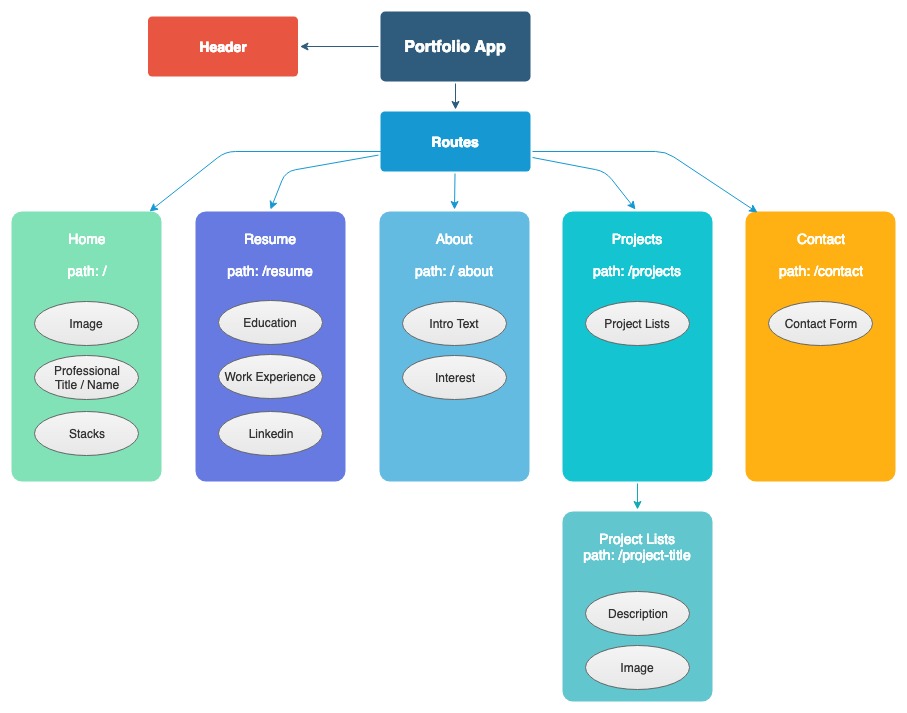 Header
Portfolio App
Routes
Home
path: /
Image
Professional
Title / Name
Stacks
Resume
path: /resume
Education
Work Experience
Linkedin
About
path: / about
Intro Text
Interest
Projects
path: /projects
Project Lists
Contact
path: /contact
Contact Form
Project Lists
path: /project-title
Description
Image